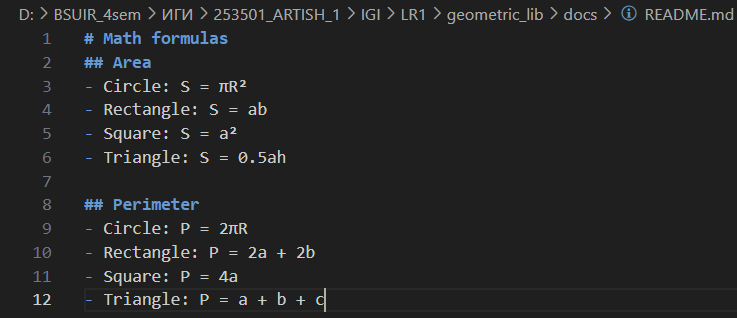 D: > BSUIR_4sem > ИГИ > 253501_ARTISH_1 > IGI > LR1 > geometric_lib > docs > README.md
1 # Math formulas
2 ## Area
3 - Circle: S = πR²
4 - Rectangle: S = ab
5 - Square: S = a²
6 - Triangle: S = 0.5ah
7
8 ## Perimeter
9 - Circle: P = 2πR
10 - Rectangle: P = 2a + 2b
11 - Square: P = 4a
12 - Triangle: P = a + b + c